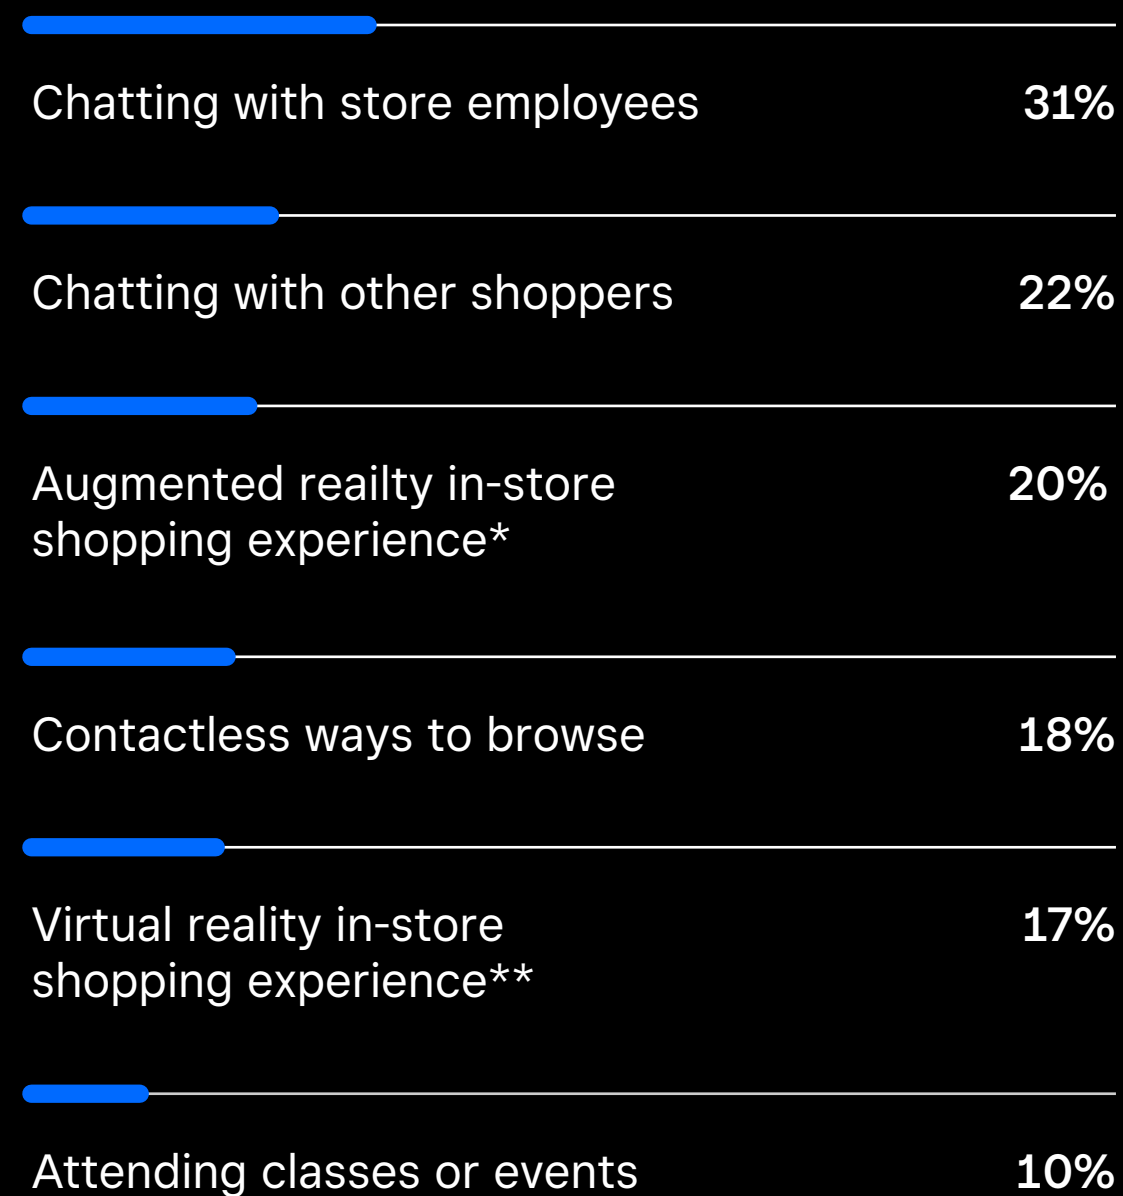 Chatting with store employees 31%
Chatting with other shoppers 22%
Augmented reailty in-store 20%
shopping experience*
Contactless ways to browse 18%
Virtual reality in-store 17%
shopping experience**
Attending classes or events 10%